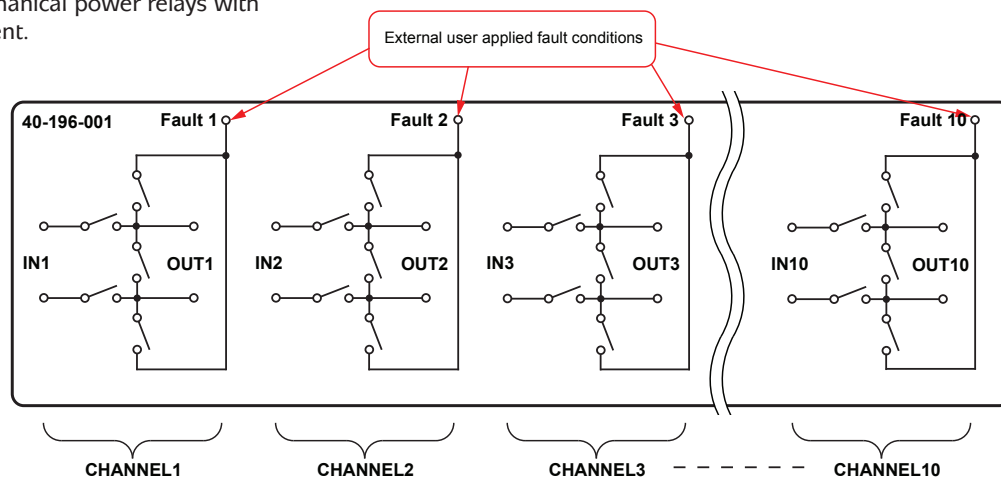 anical power relays with
ent.
External user applied fault conditions
40-196-001 Fault 1 Fault 2 Fault 3 Fault 10
IN1 OUT1 IN2 OUT2 IN3 OUT3 IN10 OUT10
CHANNEL1 CHANNEL2 CHANNEL3 CHANNEL10